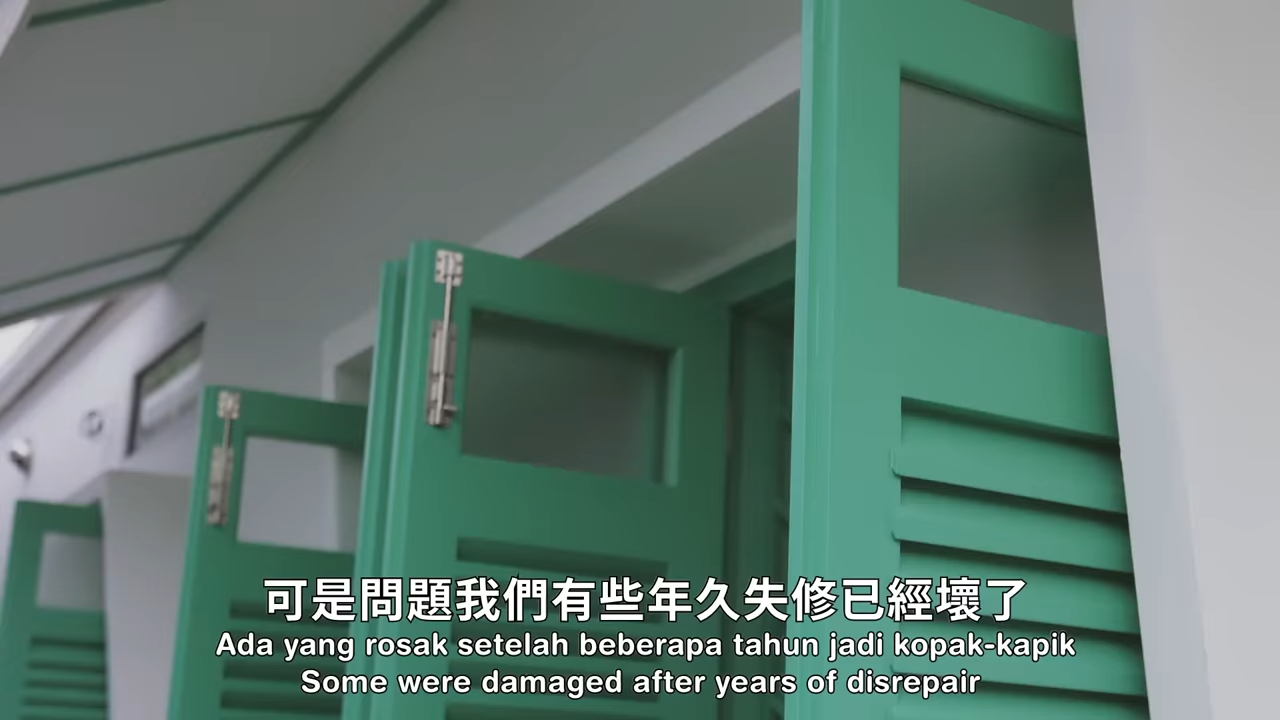 可是問題我們有些年久失修已經壞了
Ada yang rosak setelah beberapa tahun jadi kopak-kapik
Some were damaged after years of disrepair